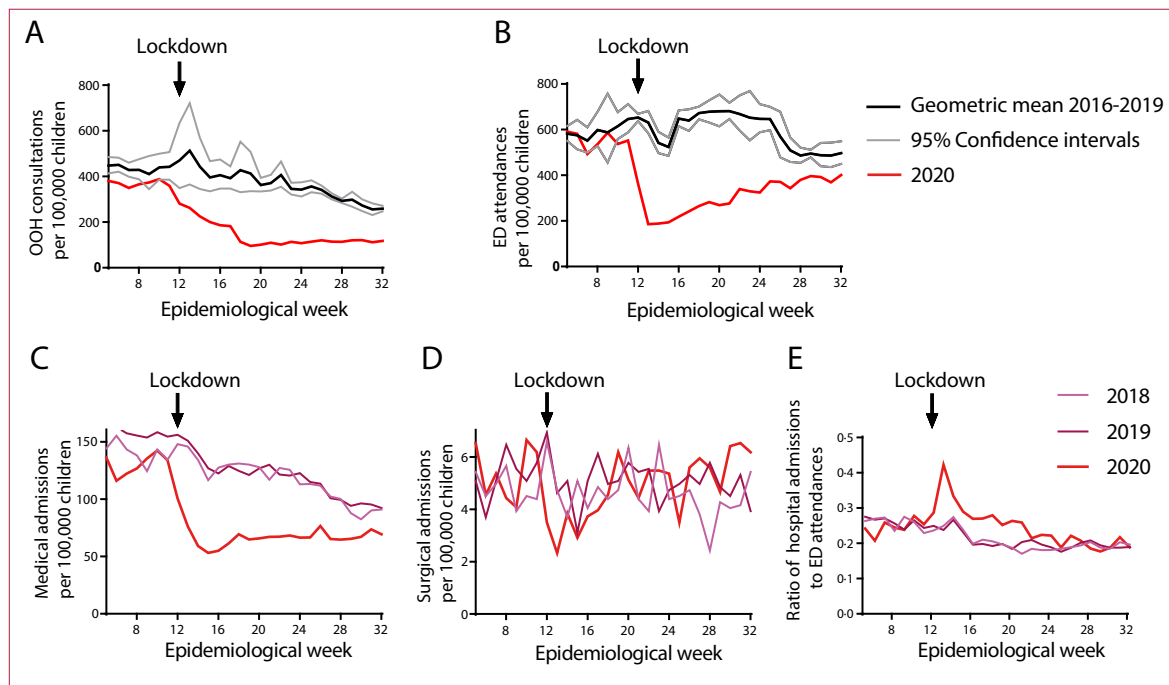 A
Lockdown
OOH consultations
per 100,000 children
800
600
400
200
0
8 12 16 20 24 28 32
Epidemiological week
B
Lockdown
ED attendances
per 100,000 children
800
600
400
200
0
8 12 16 20 24 28 32
Epidemiological week
Geometric mean 2016-2019
95% Confidence intervals
2020
C
Lockdown
Medical admissions
per 100,000 children
150
100
50
0
8 12 16 20 24 28 32
Epidemiological week
D
Lockdown
Surgical admissions
per 100,000 children
6
4
2
0
8 12 16 20 24 28 32
Epidemiological week
E
Lockdown
Ratio of hospital admissions
to ED attendances
0·5
0·4
0·3
0·2
0·1
0·0
8 12 16 20 24 28 32
Epidemiological week
2018
2019
2020